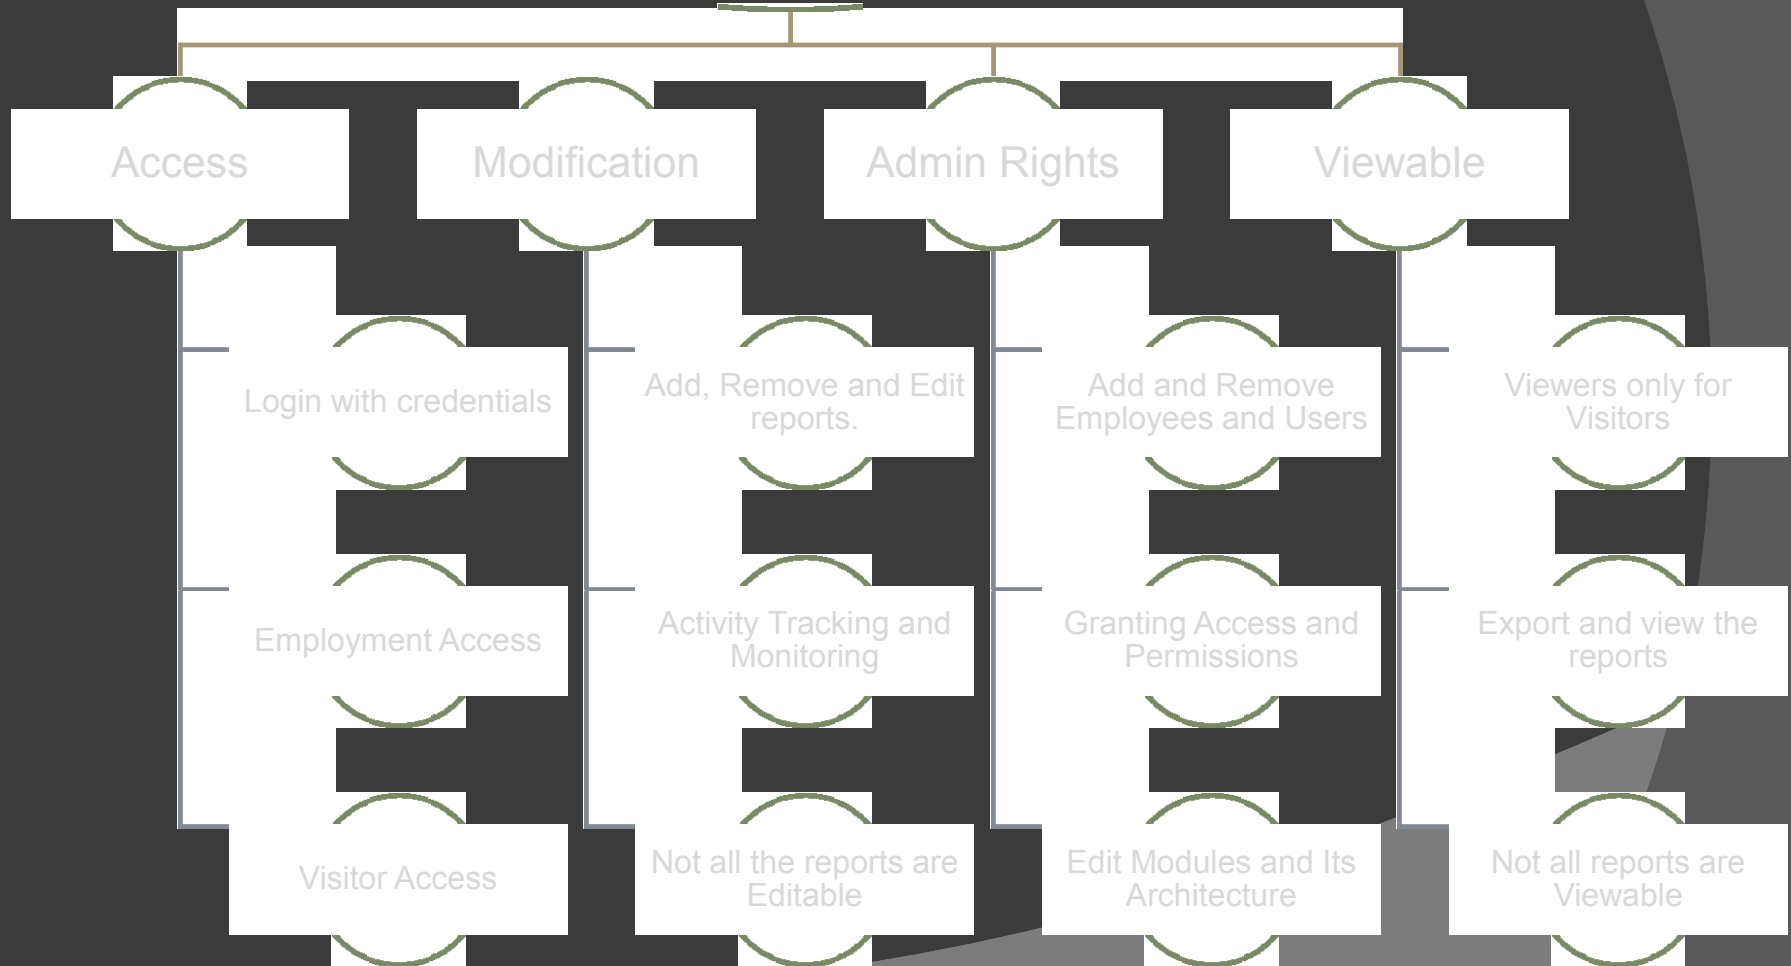 Access
Modification
Admin Rights
Viewable
Login with credentials
Add, Remove and Edit
reports.
Add and Remove
Employees and Users
Viewers only for
Visitors
Employment Access
Activity Tracking and
Monitoring
Granting Access and
Permissions
Export and view the
reports
Visitor Access
Not all the reports are
Editable
Edit Modules and Its
Architecture
Not all reports are
Viewable